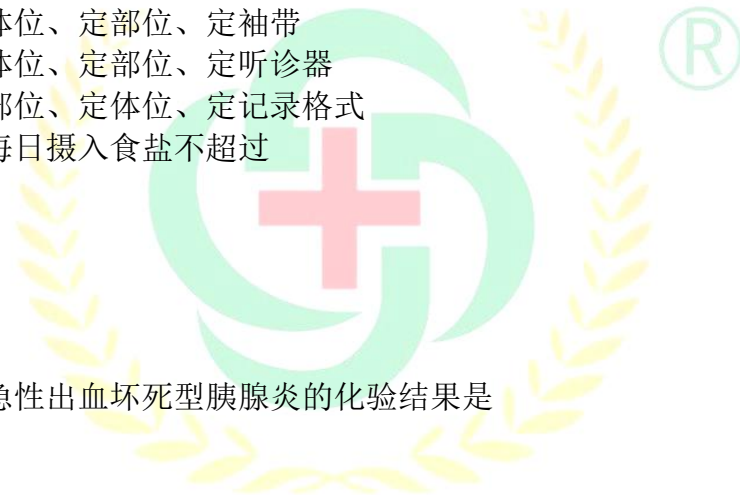 体位、定部位、定袖带
体位、定部位、定听诊器
部位、定体位、定记录格式
每日摄入食盐不超过
急性出血坏死型胰腺炎的化验结果是
®